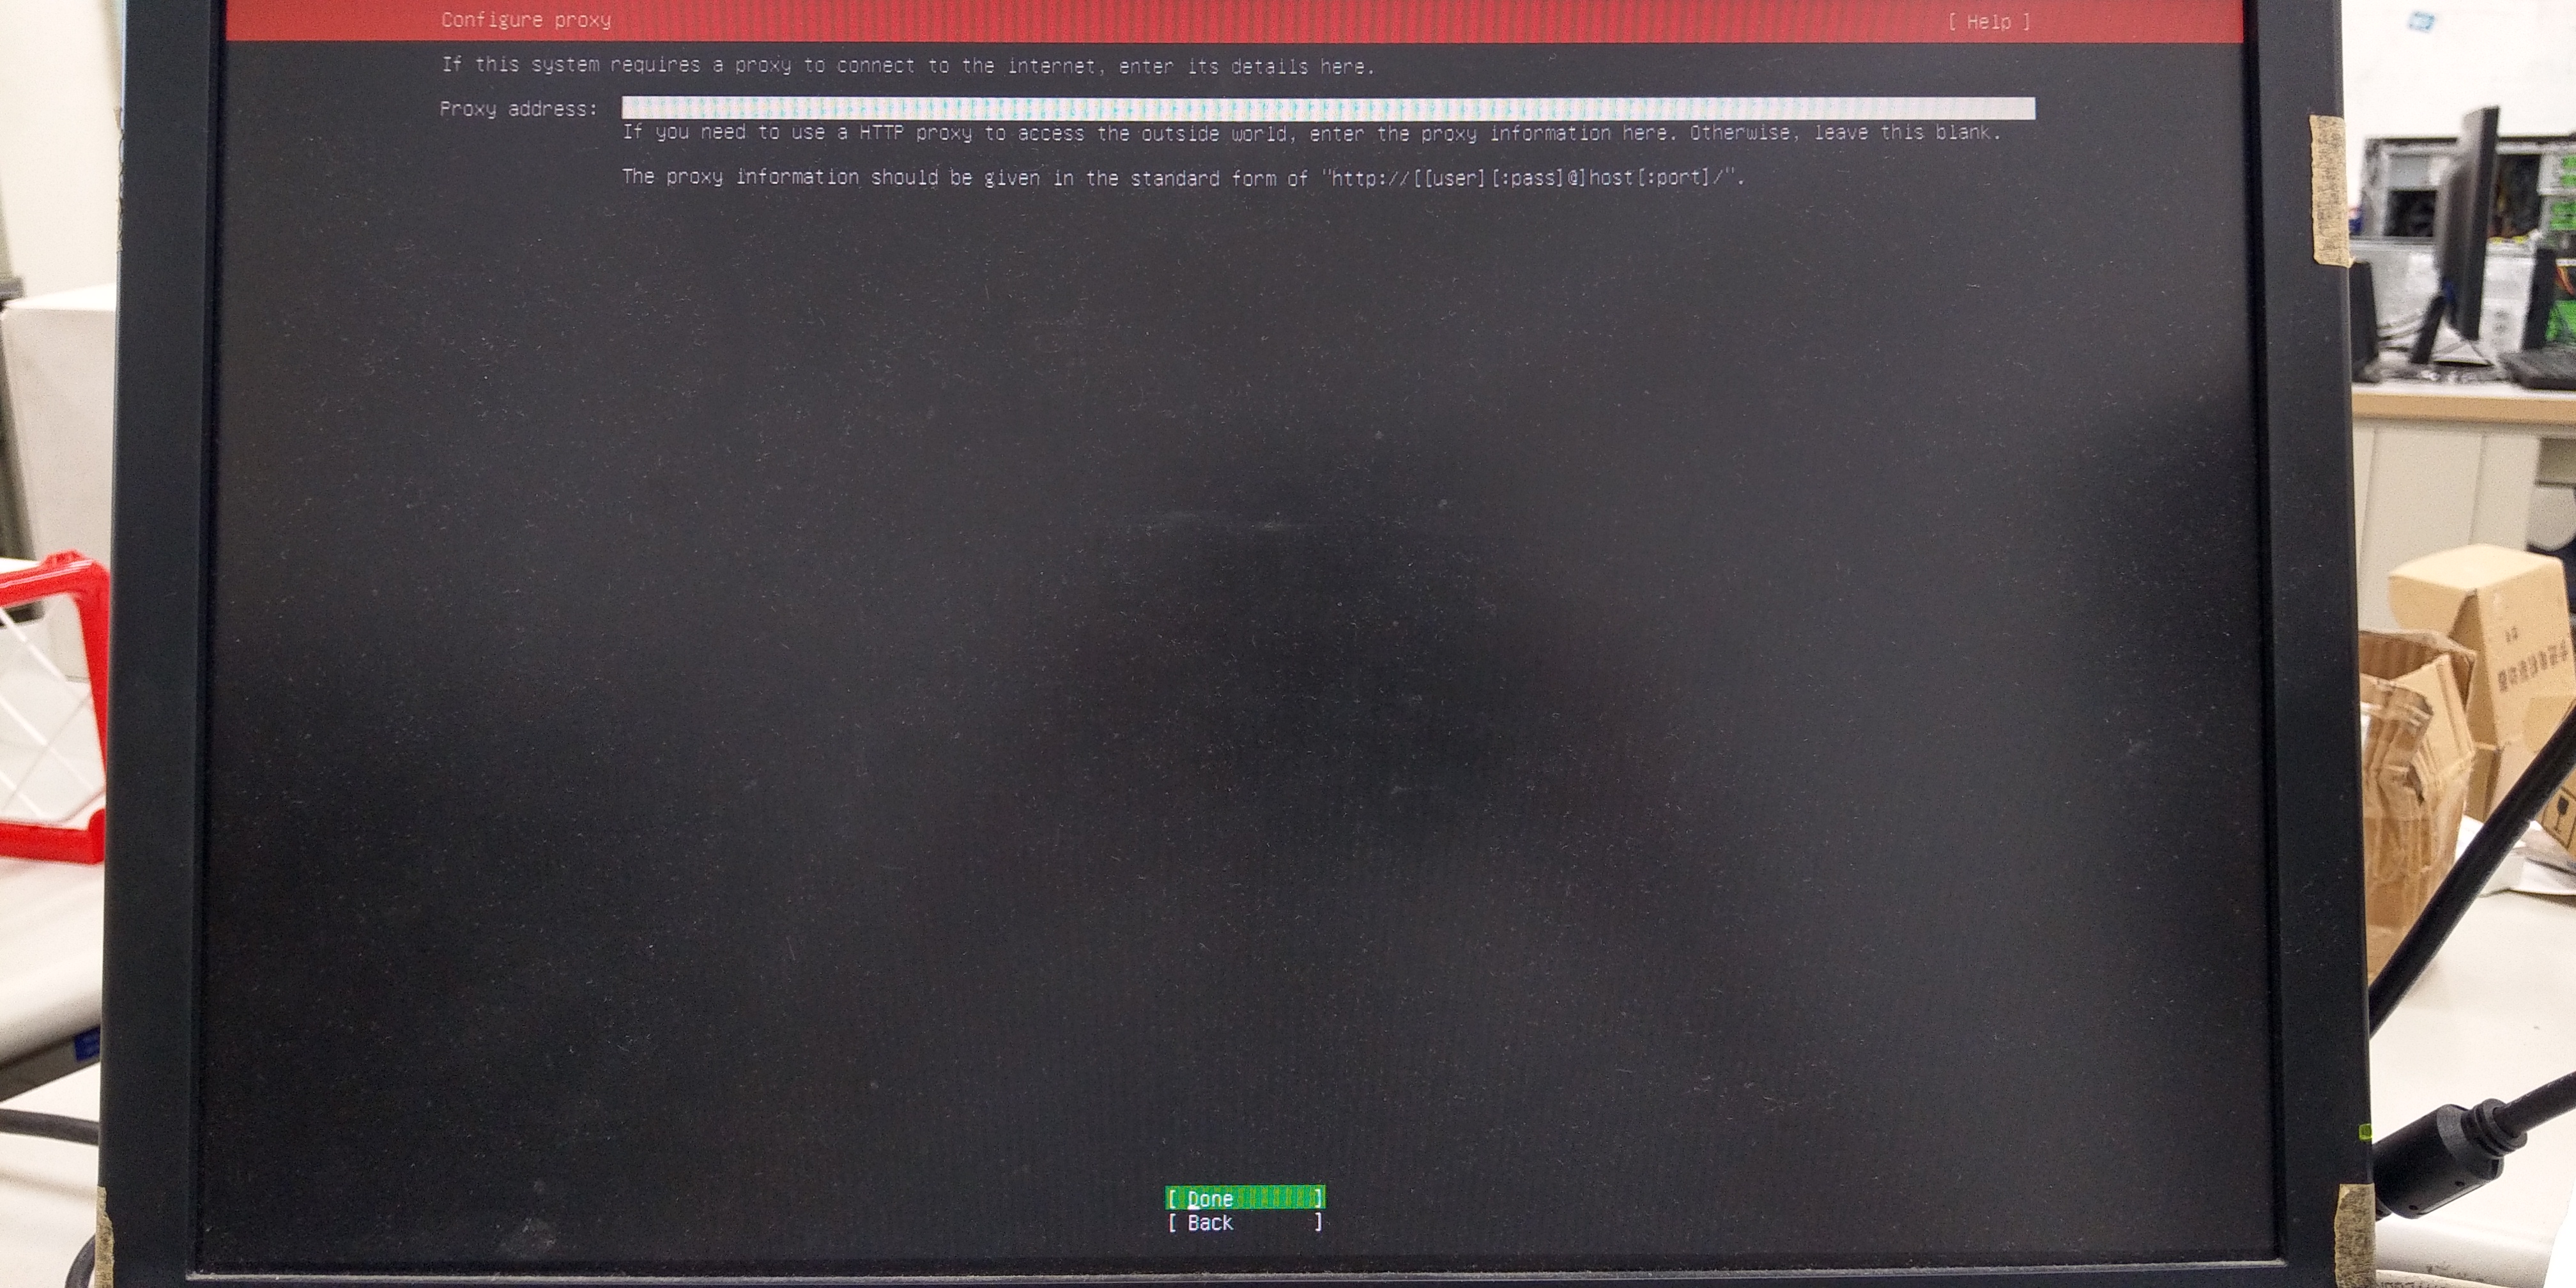 Configure proxy [ Help ]
If this system requires a proxy to connect to the internet, enter its details here.
Proxy address:
If you need to use a HTTP proxy to access the outside world, enter the proxy information here. Otherwise, leave this blank.
The proxy information should be given in the standard form of "http://[[user][:pass]@]host[:port]/".
[ Done ]
[ Back ]